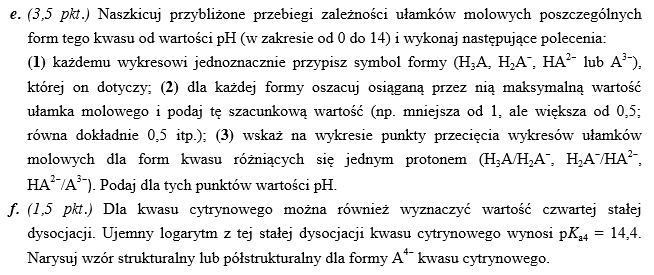 e. (3,5 pkt.) Naszkicuj przybliżone przebiegi zależności ułamków molowych poszczególnych
form tego kwasu od wartości pH (w zakresie od 0 do 14) i wykonaj następujące polecenia:
(1) każdemu wykresowi jednoznacznie przypisz symbol formy (H₃A, H₂A⁻, HA²⁻ lub A³⁻),
której on dotyczy; (2) dla każdej formy oszacuj osiąganą przez nią maksymalną wartość
ułamka molowego i podaj tę szacunkową wartość (np. mniejsza od 1, ale większa od 0,5;
równa dokładnie 0,5 itp.); (3) wskaż na wykresie punkty przecięcia wykresów ułamków
molowych dla form kwasu różniących się jednym protonem (H₃A/H₂A⁻, H₂A⁻/HA²⁻,
HA²⁻/A³⁻). Podaj dla tych punktów wartości pH.
f. (1,5 pkt.) Dla kwasu cytrynowego można również wyznaczyć wartość czwartej stałej
dysocjacji. Ujemny logarytm z tej stałej dysocjacji kwasu cytrynowego wynosi pKₐ₄ = 14,4.
Narysuj wzór strukturalny lub półstrukturalny dla formy A⁴⁻ kwasu cytrynowego.